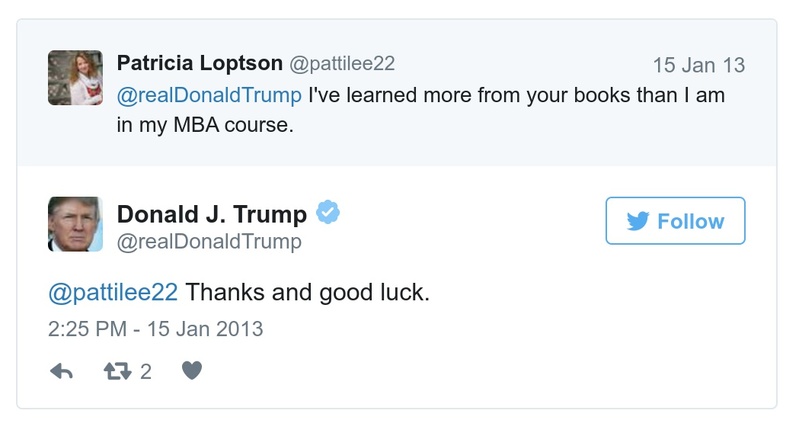 Patricia Loptson @pattilee22 15 Jan 13
@realDonaldTrump I've learned more from your books than I am
in my MBA course.
Donald J. Trump
Follow
@realDonaldTrump
@pattilee22 Thanks and good luck.
2:25 PM - 15 Jan 2013
2